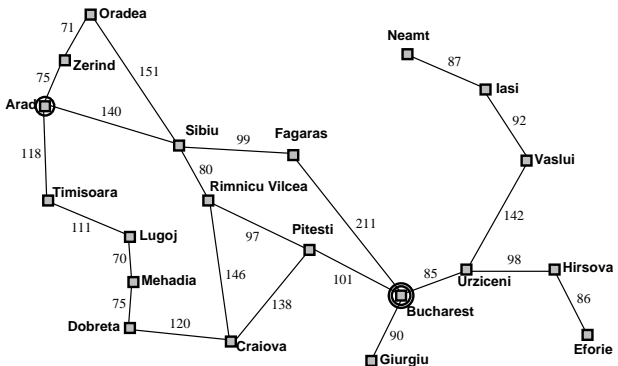 Oradea
71
Neamt
Zerind
87
75
151
Iasi
Arad
140
92
Sibiu
99
Fagaras
118
80
Vaslui
Timisoara
Rimnicu Vilcea
111
211
142
Lugoj
97
Pitesti
70
98
Hirsova
Mehadia
146
101
85
Urziceni
75
138
86
Bucharest
120
90
Dobreta
Craiova
Eforie
Giurgiu